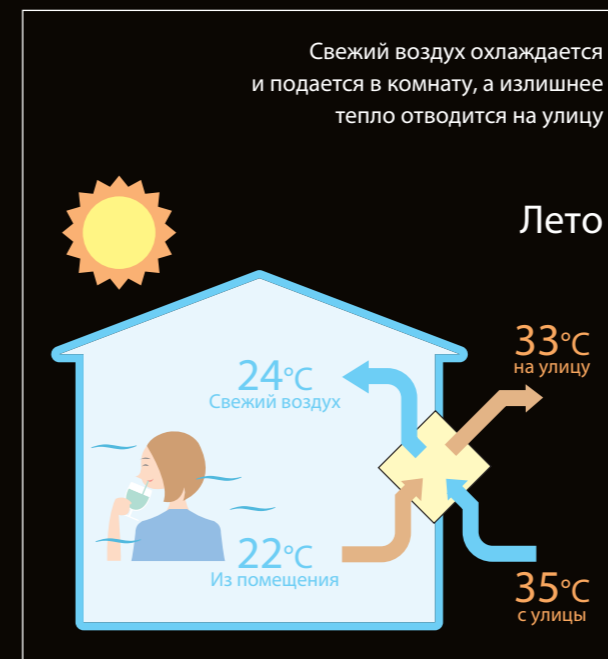 Свежий воздух охлаждается
и подается в комнату, а излишнее
тепло отводится на улицу
Лето
33°C
на улицу
24°C
Свежий воздух
22°C
Из помещения
35°C
с улицы